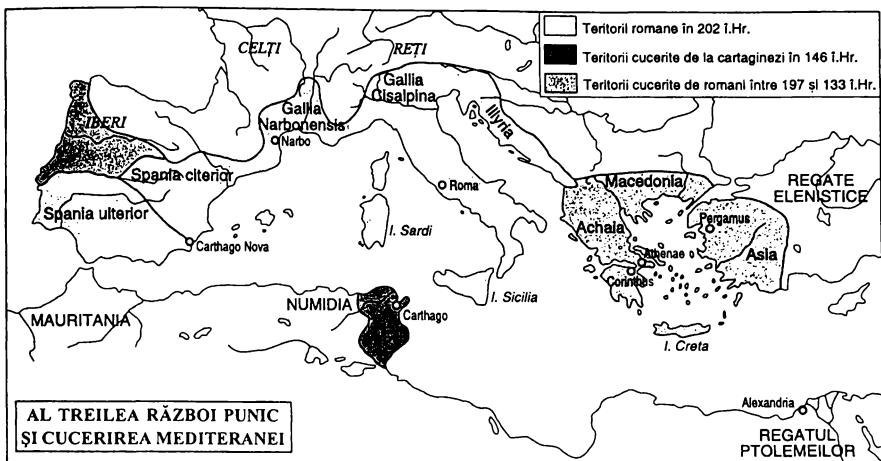 Teritorii romane în 202 î.Hr.
Teritorii cucerite de la cartaginezi în 146 î.Hr.
Teritorii cucerite de romani între 197 și 133 î.Hr.
CELȚI
REȚI
Gallia
Cisalpina
Gallia
Narbonensis
Narbo
Illyria
IBERI
Spania citerior
Spania ulterior
Carthago Nova
Roma
I. Sardi
I. Sicilia
Macedonia
Achaia
Pergamus
Athenae
Corinthos
Asia
REGATE
ELENISTICE
I. Creta
MAURITANIA
NUMIDIA
Carthago
Alexandria
REGATUL
PTOLEMEILOR
AL TREILEA RĂZBOI PUNIC
ȘI CUCERIREA MEDITERANEI